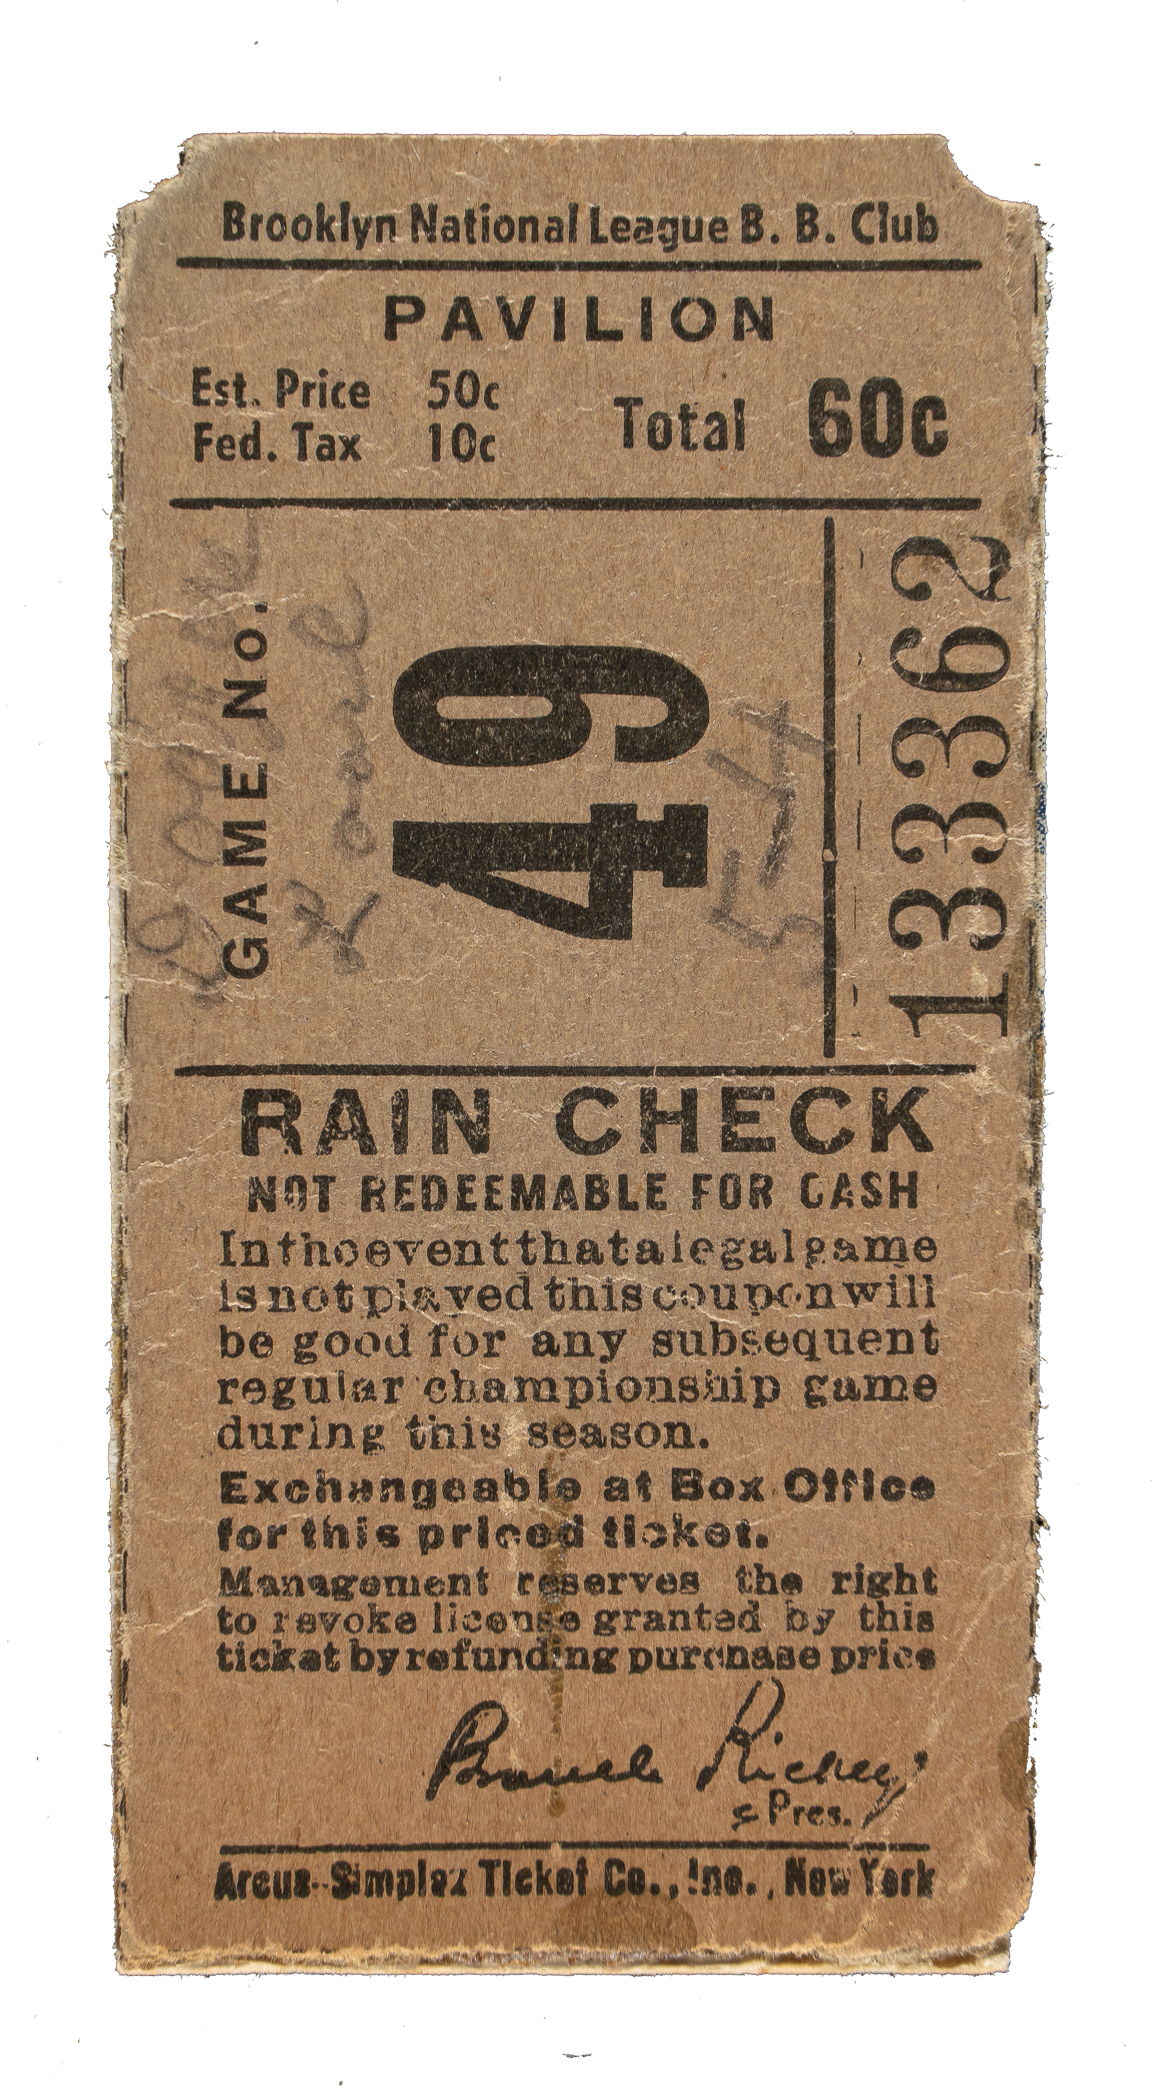 Brooklyn National League B. B. Club
PAVILION
Est. Price 50c
Fed. Tax 10c
Total 60c
GAME No.
49
5-4
133362
RAIN CHECK
NOT REDEEMABLE FOR CASH
In the event that a legal game
is not played this coupon will
be good for any subsequent
regular championship game
during this season.
Exchangeable at Box Office
for this priced ticket.
Management reserves the right
to revoke license granted by this
ticket by refunding purchase price
Branch Rickey
Pres.
Arcus-Simplex Ticket Co., Inc., New York